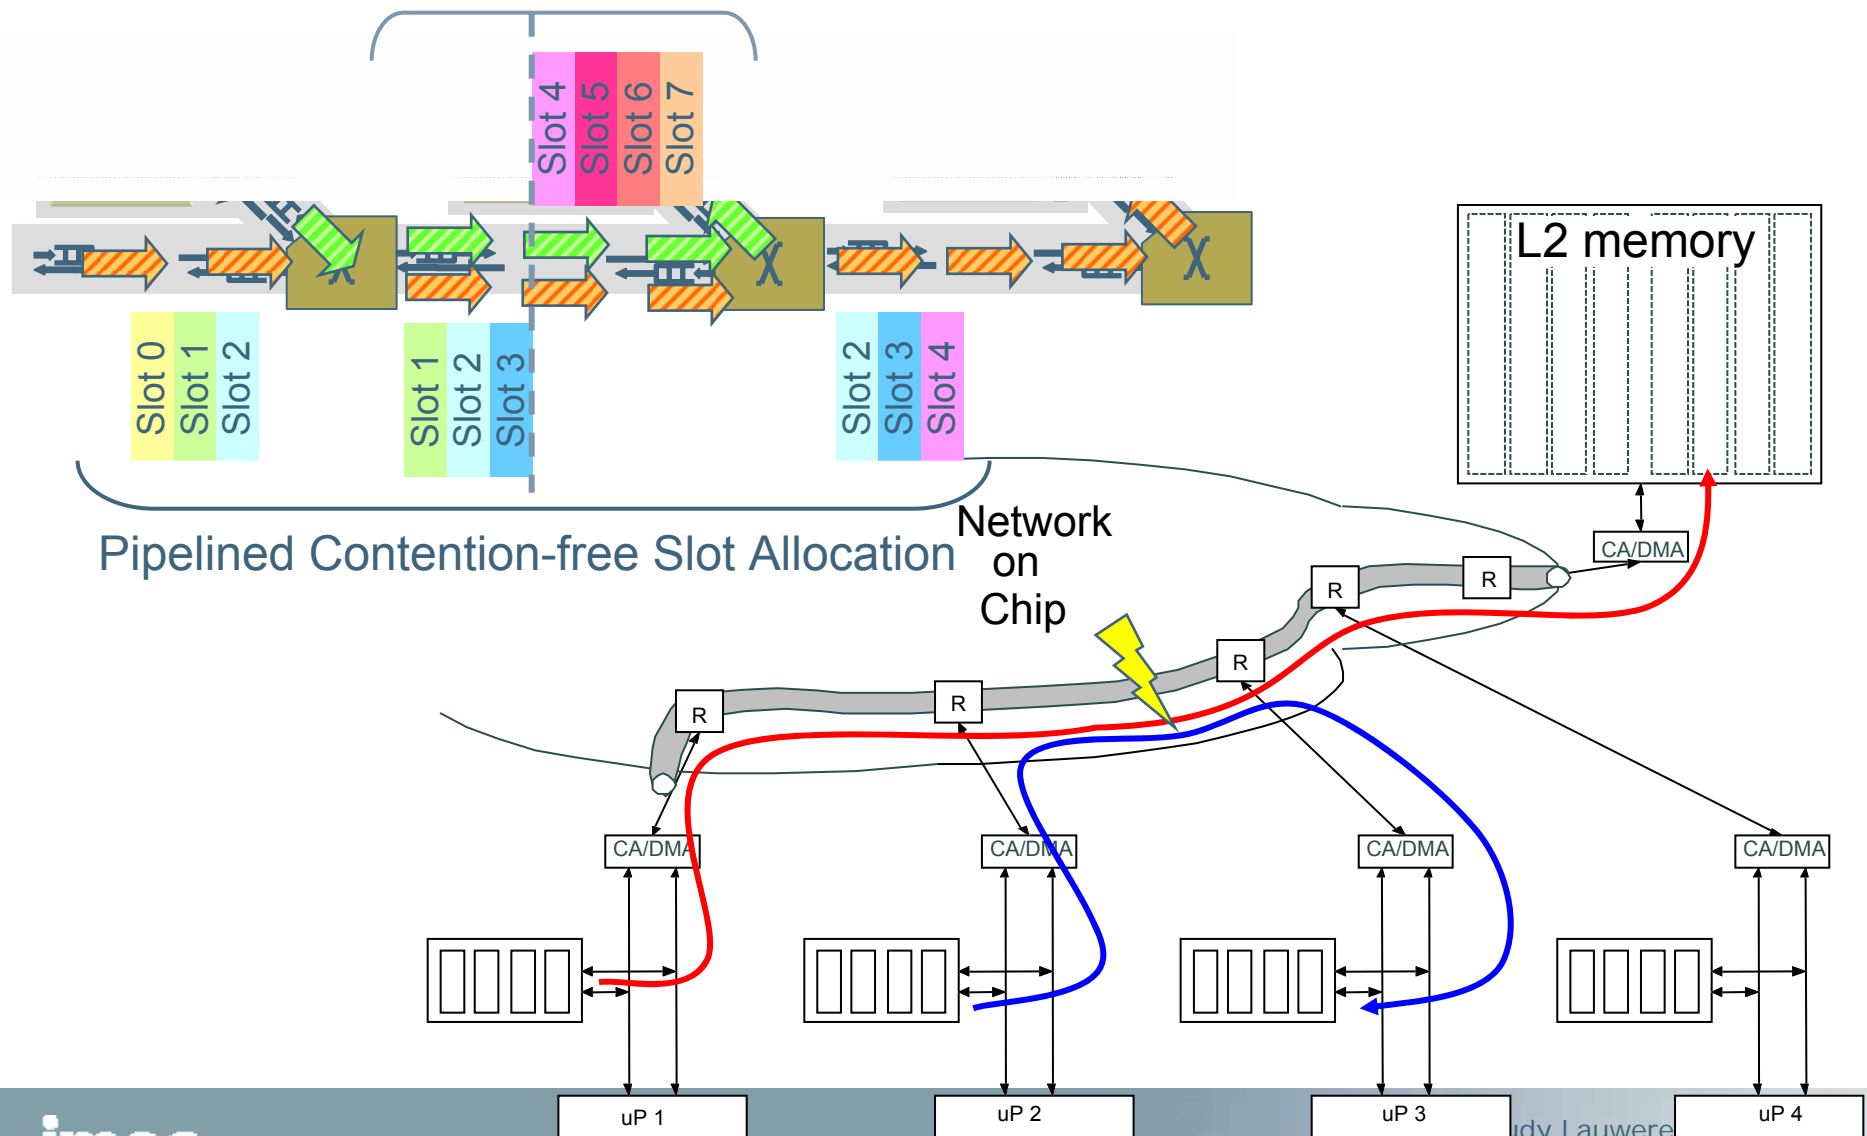 Slot 4
Slot 5
Slot 6
Slot 7
X
X
X
L2 memory
Slot 0
Slot 1
Slot 2
Slot 1
Slot 2
Slot 3
Slot 2
Slot 3
Slot 4
Pipelined Contention-free Slot Allocation
Network
on
Chip
CA/DMA
R
R
R
R
R
CA/DMA
CA/DMA
CA/DMA
CA/DMA
uP 1
uP 2
uP 3
uP 4